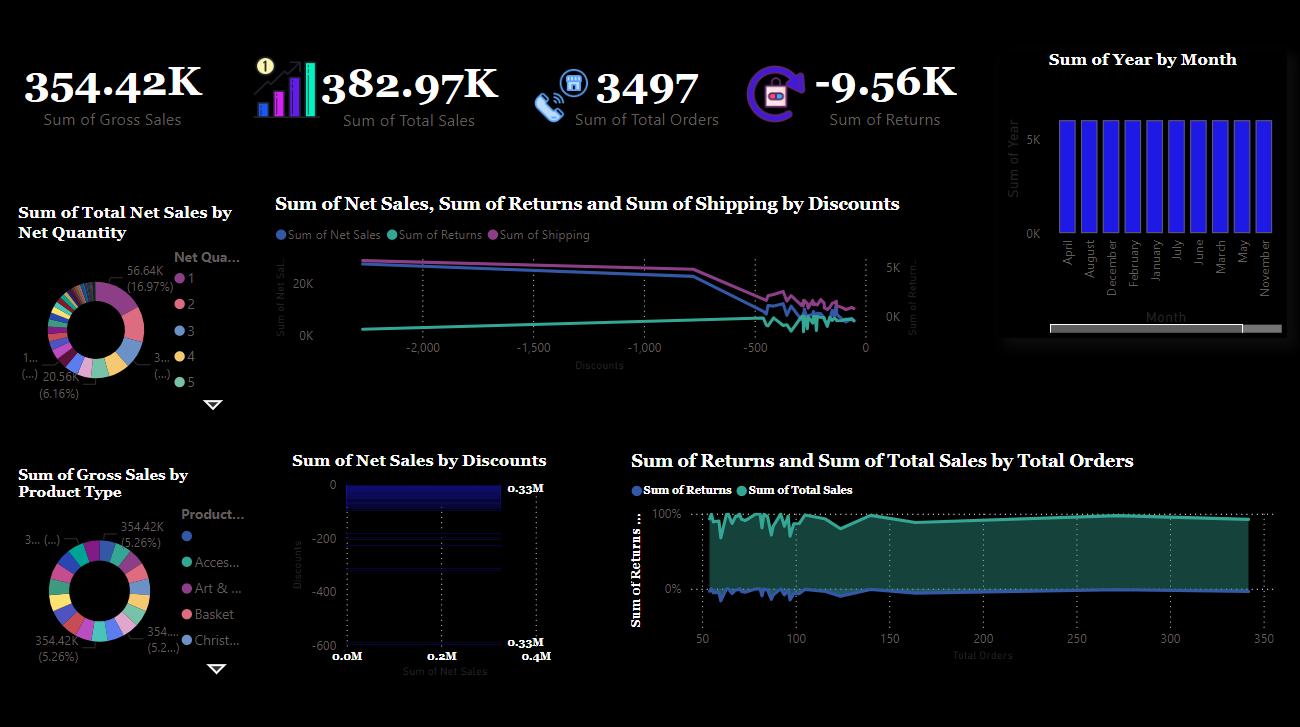 354.42K
Sum of Gross Sales
1
382.97K
Sum of Total Sales
3497
Sum of Total Orders
-9.56K
Sum of Returns
Sum of Year by Month
Sum of Year
5K
0K
April
August
December
February
January
July
June
March
May
November
Month
Sum of Total Net Sales by
Net Quantity
56.64K
(16.97%)
3...
(...)
20.56K
(6.16%)
1...
(...)
Net Qua...
1
2
3
4
5
Sum of Net Sales, Sum of Returns and Sum of Shipping by Discounts
Sum of Net Sales
Sum of Returns
Sum of Shipping
Sum of Net Sal...
20K
0K
5K
0K
Sum of Return...
-2,000
-1,500
-1,000
-500
0
Discounts
Sum of Gross Sales by
Product Type
354.42K
(5.26%)
354....
(5.2...)
354.42K
(5.26%)
3... (...)
Product...
Acces...
Art & ...
Basket
Christ...
Sum of Net Sales by Discounts
Discounts
0
-200
-400
-600
0.33M
0.33M
0.0M
0.2M
0.4M
Sum of Net Sales
Sum of Returns and Sum of Total Sales by Total Orders
Sum of Returns
Sum of Total Sales
Sum of Returns ...
100%
0%
50
100
150
200
250
300
350
Total Orders